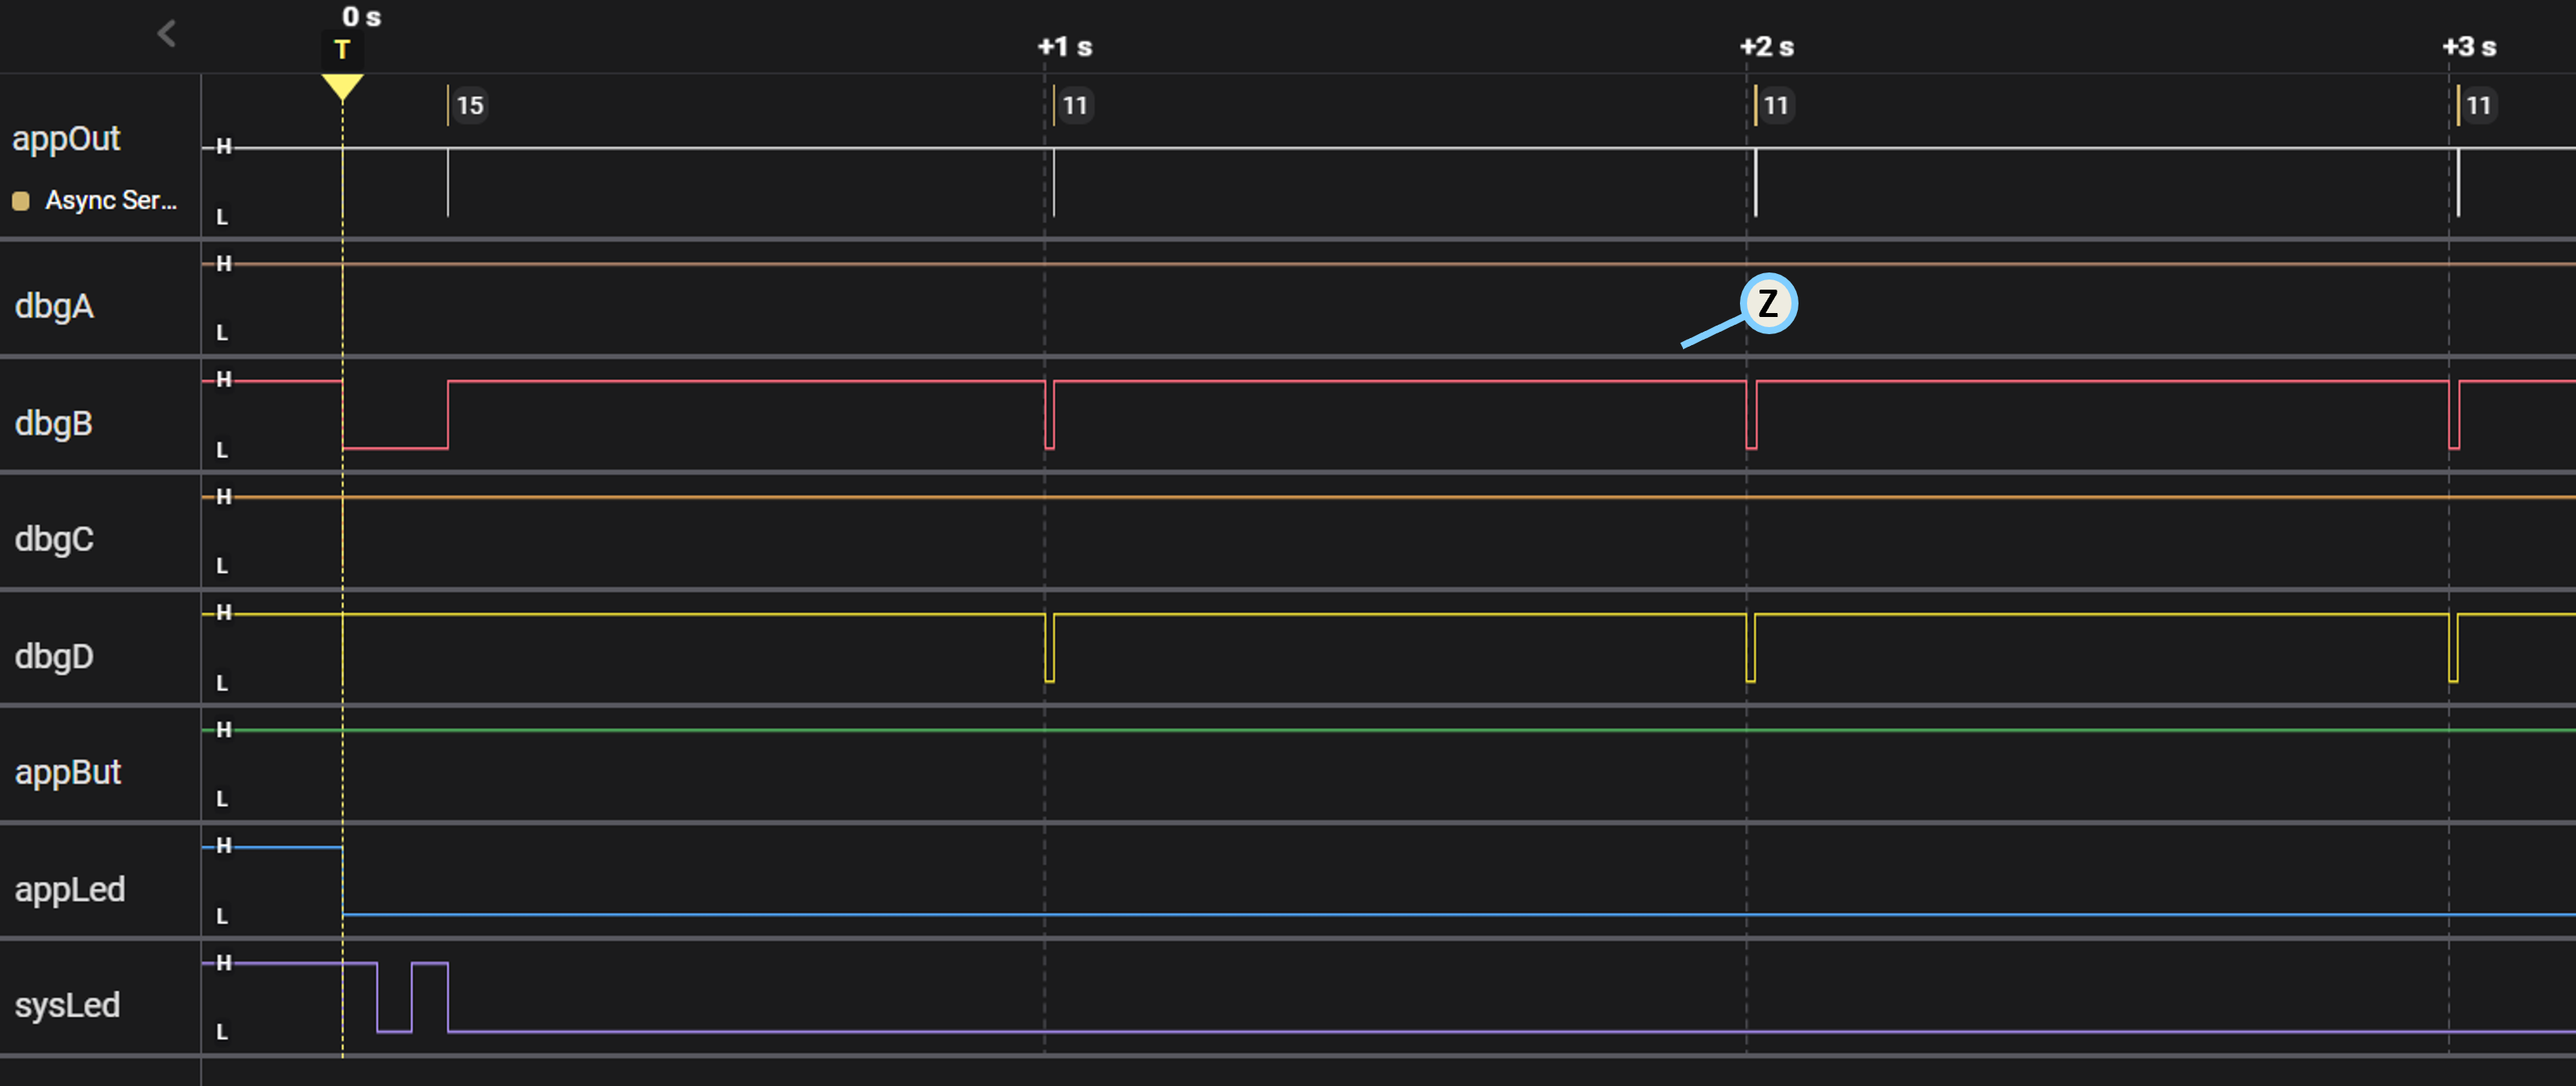 0 s
T
+1 s
+2 s
+3 s
15
11
11
11
appOut
H
Async Ser...
L
H
dbgA
L
Z
H
dbgB
L
H
dbgC
L
H
dbgD
L
H
appBut
L
H
appLed
L
H
sysLed
L